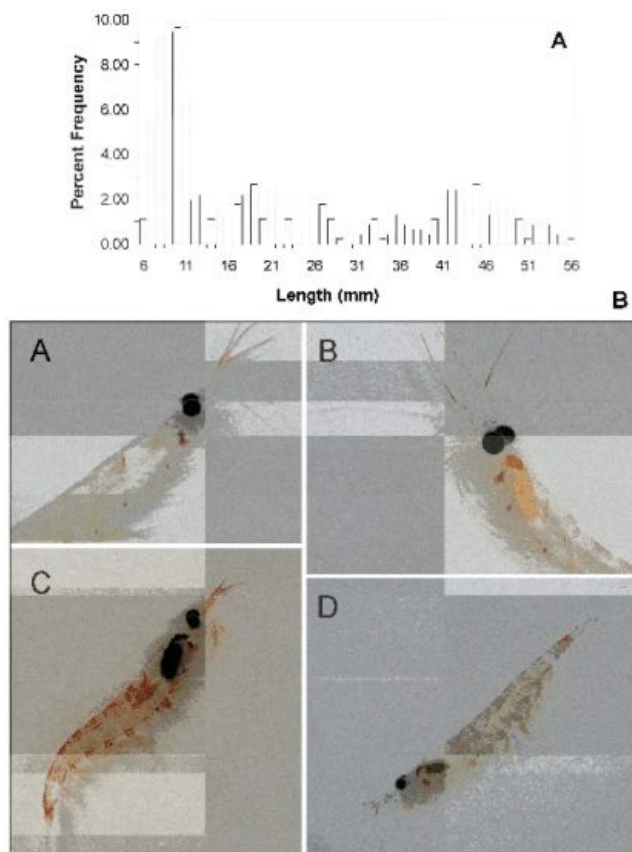 A
10.00
8.00
6.00
4.00
2.00
0.00
Percent Frequency
6 11 16 21 26 31 36 41 46 51 56
Length (mm)
B
A
B
C
D